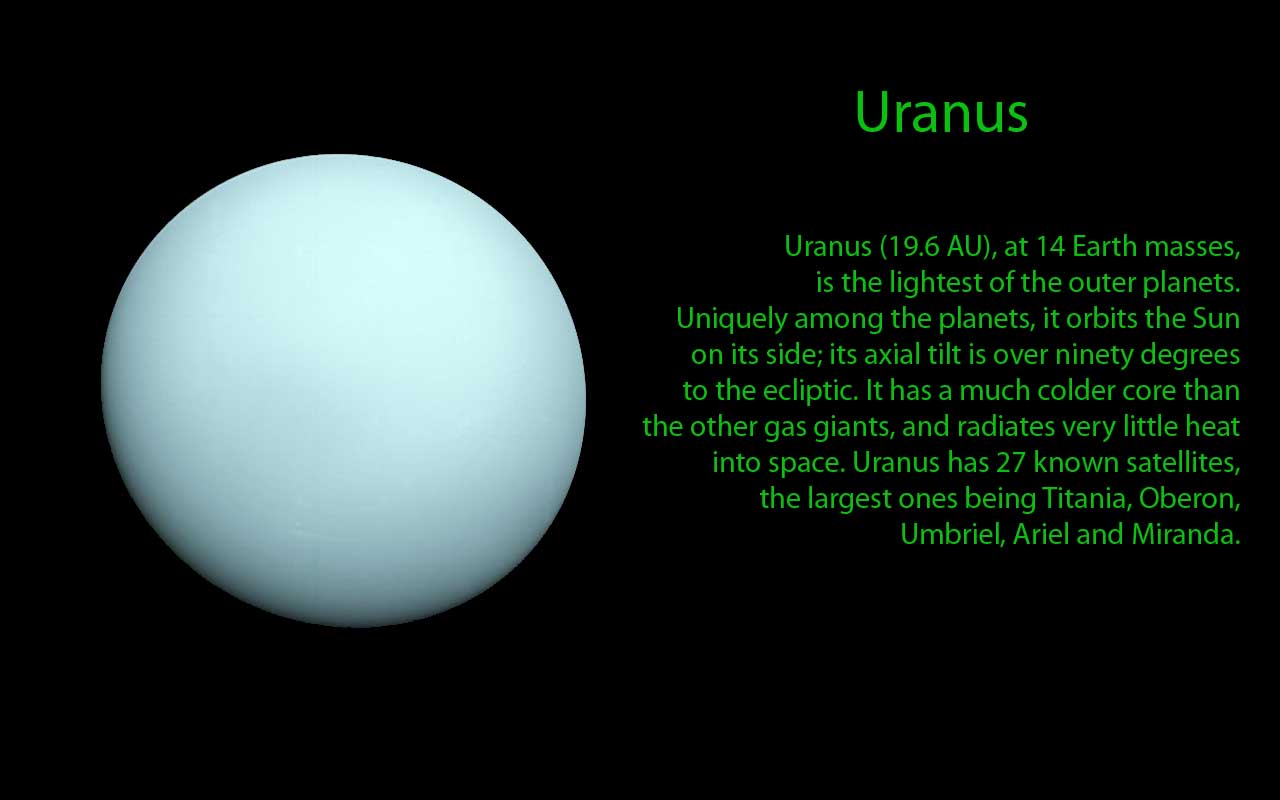 Uranus
Uranus (19.6 AU), at 14 Earth masses,
is the lightest of the outer planets.
Uniquely among the planets, it orbits the Sun
on its side; its axial tilt is over ninety degrees
to the ecliptic. It has a much colder core than
the other gas giants, and radiates very little heat
into space. Uranus has 27 known satellites,
the largest ones being Titania, Oberon,
Umbriel, Ariel and Miranda.